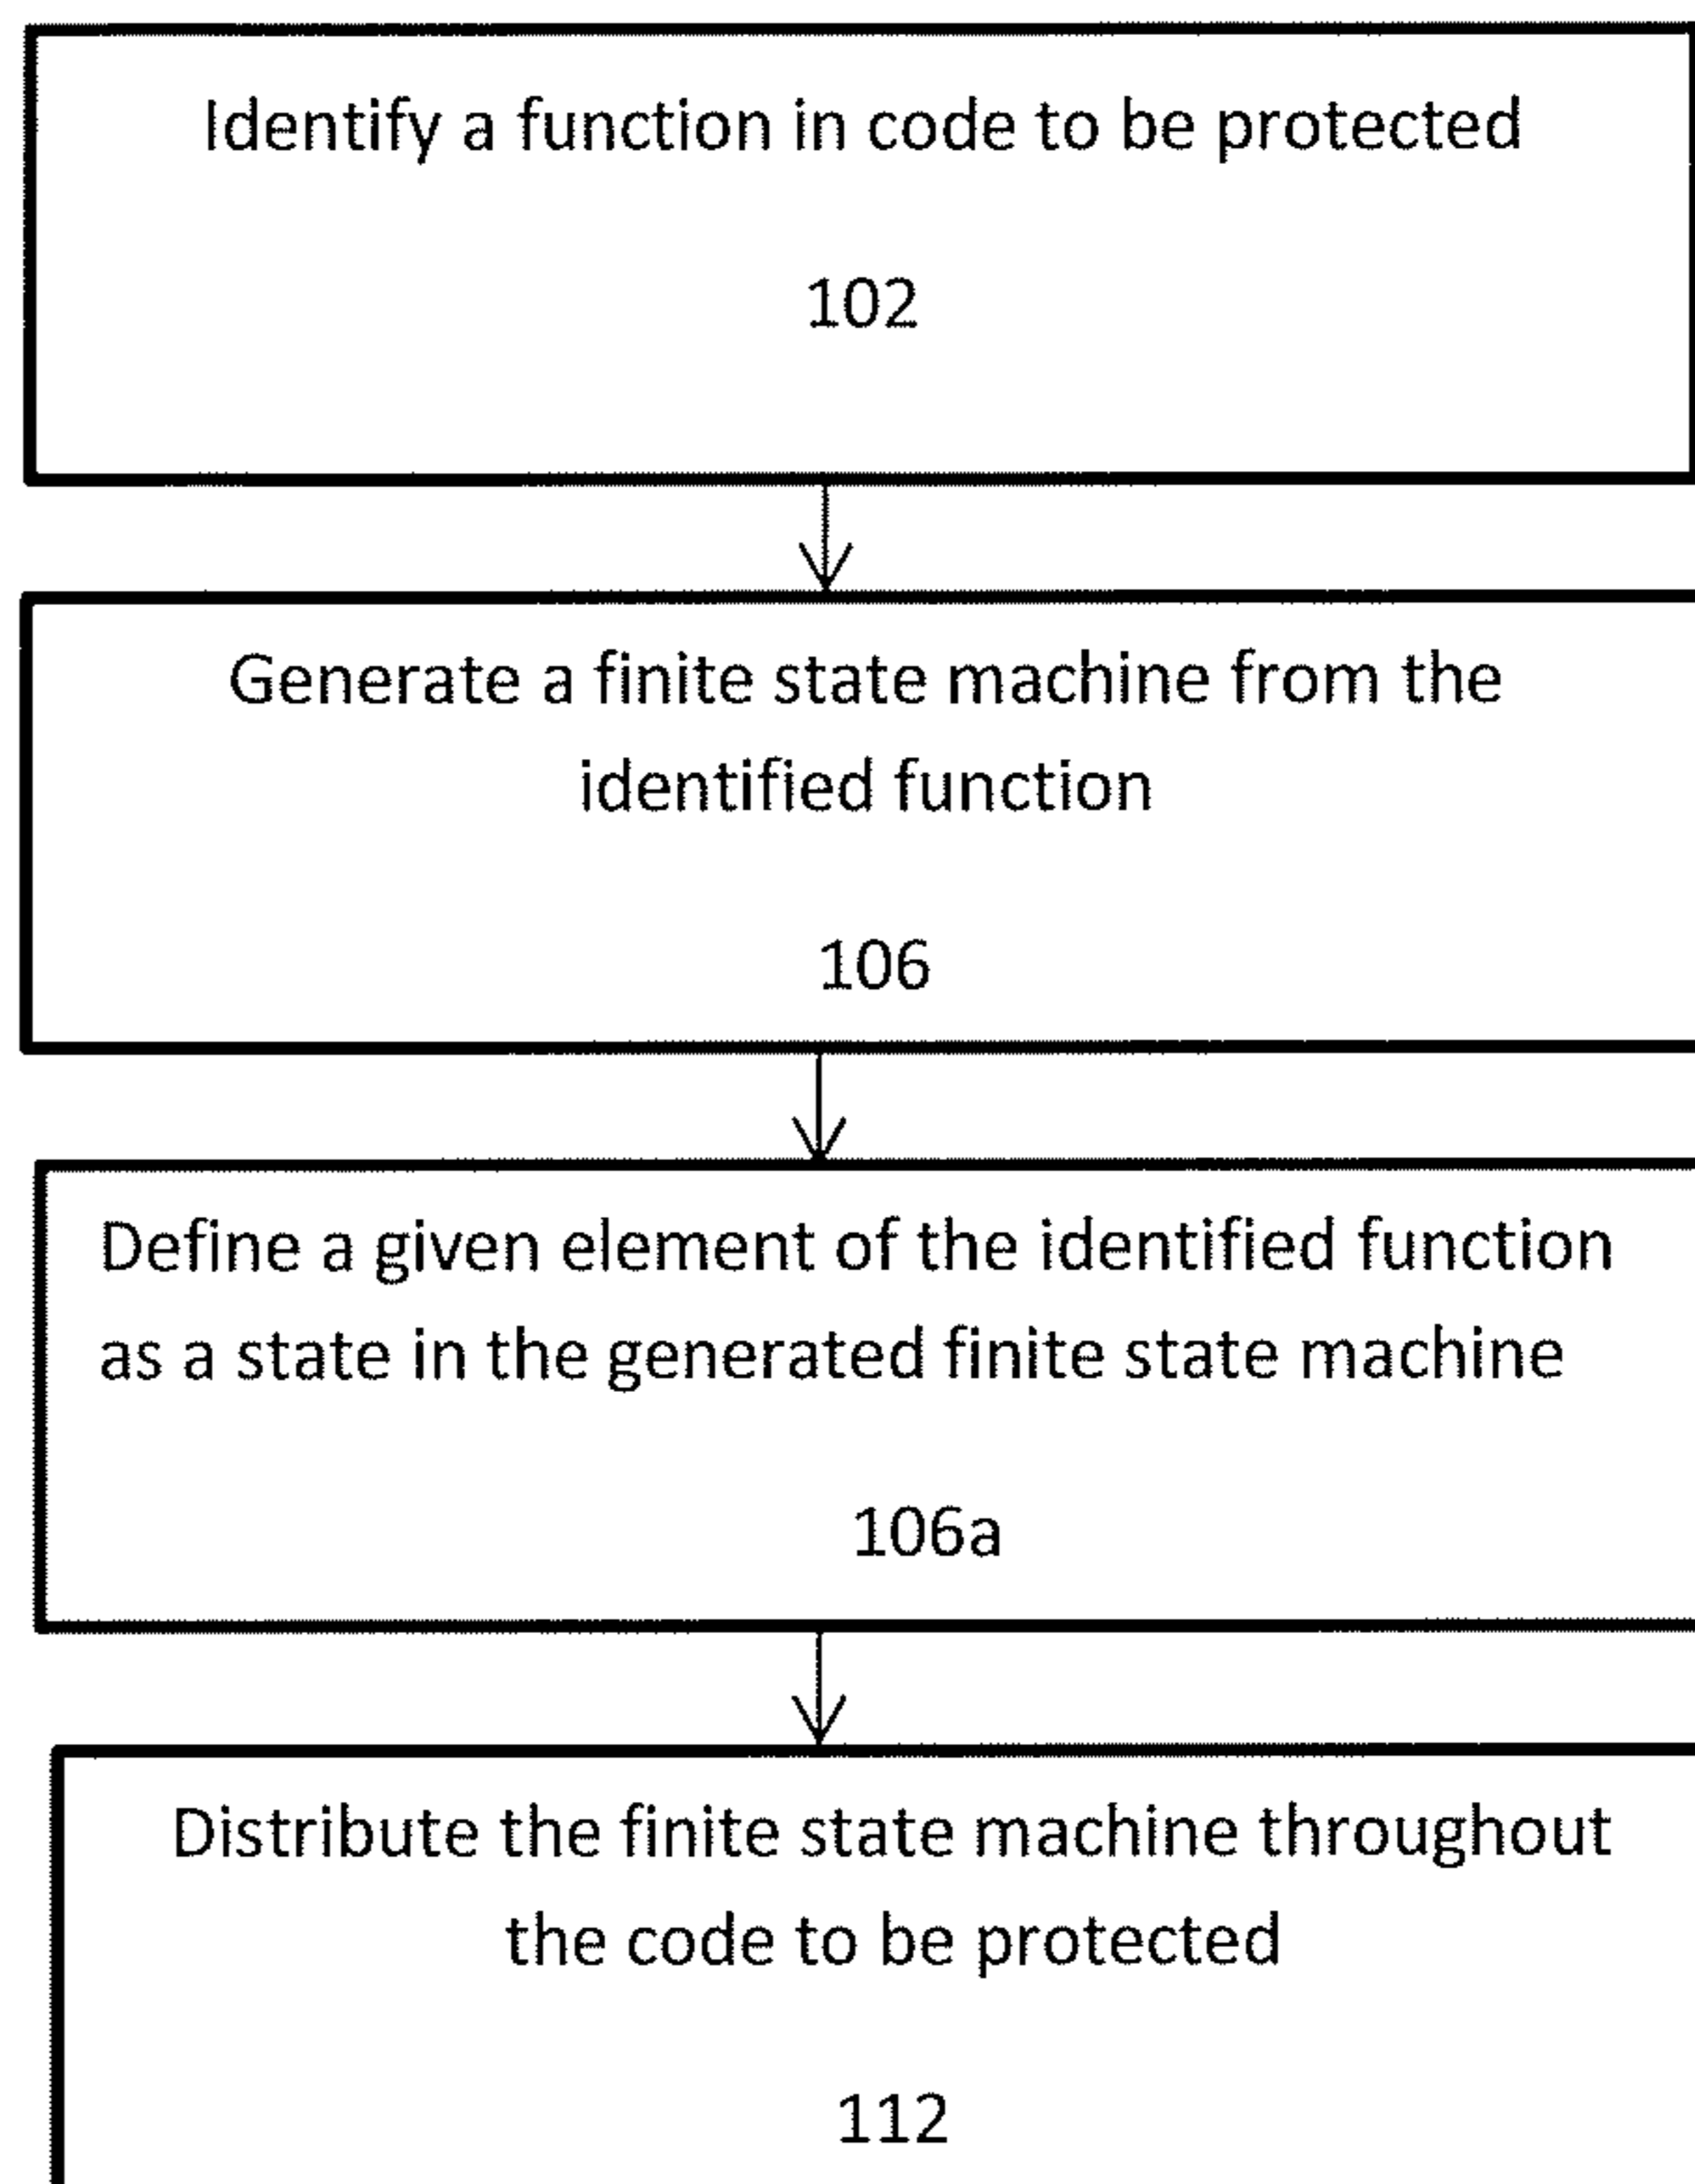 Identify a function in code to be protected
102
Generate a finite state machine from the
identified function
106
Define a given element of the identified function
as a state in the generated finite state machine
106a
Distribute the finite state machine throughout
the code to be protected
112